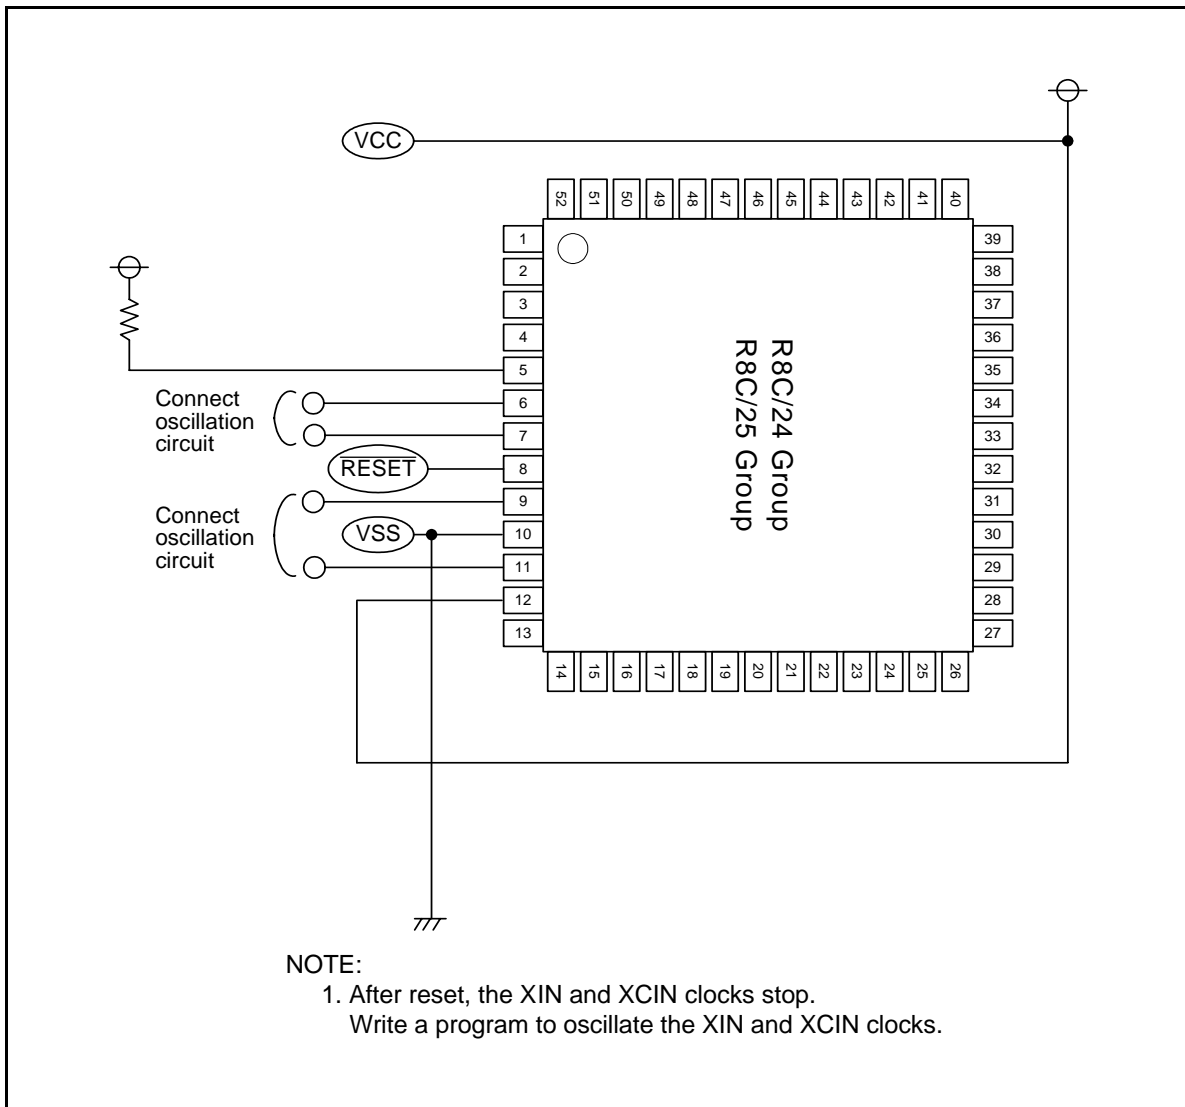 VCC
52 51 50 49 48 47 46 45 44 43 42 41 40
1
2
3
4
5
6
7
8
9
10
11
12
13
39
38
37
36
35
34
33
32
31
30
29
28
27
14 15 16 17 18 19 20 21 22 23 24 25 26
R8C/24 Group
R8C/25 Group
Connect
oscillation
circuit
RESET
Connect
oscillation
circuit
VSS
NOTE:
1. After reset, the XIN and XCIN clocks stop.
Write a program to oscillate the XIN and XCIN clocks.